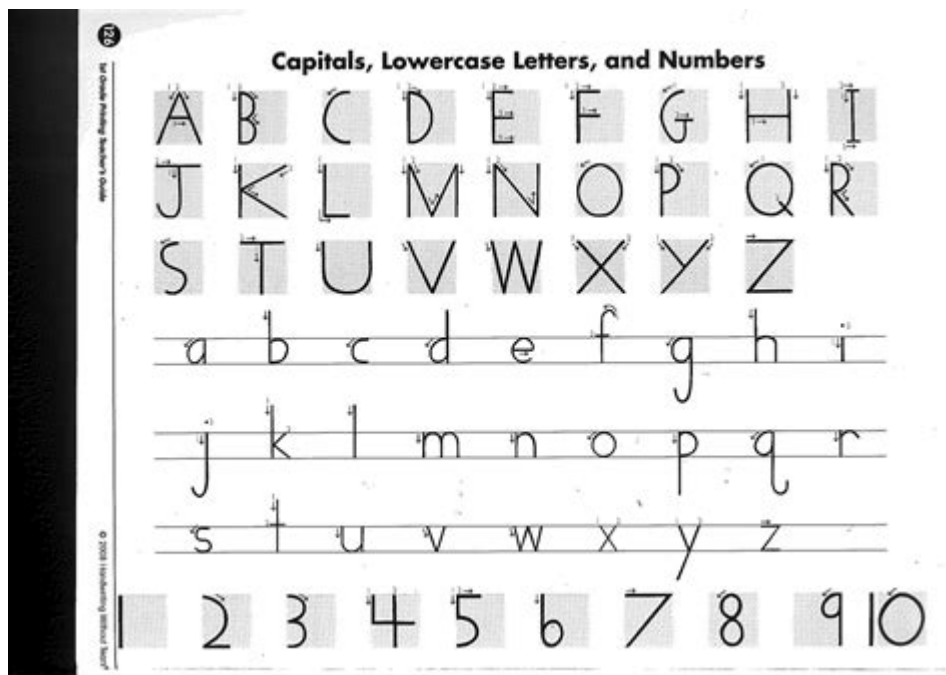 126
1st Grade Printing Teacher's Guide
© 2008 Handwriting Without Tears®
Capitals, Lowercase Letters, and Numbers
A B C D E F G H I
J K L M N O P Q R
S T U V W X Y Z
a b c d e f g h i
j k l m n o p q r
s t u v w x y z
1 2 3 4 5 6 7 8 9 10